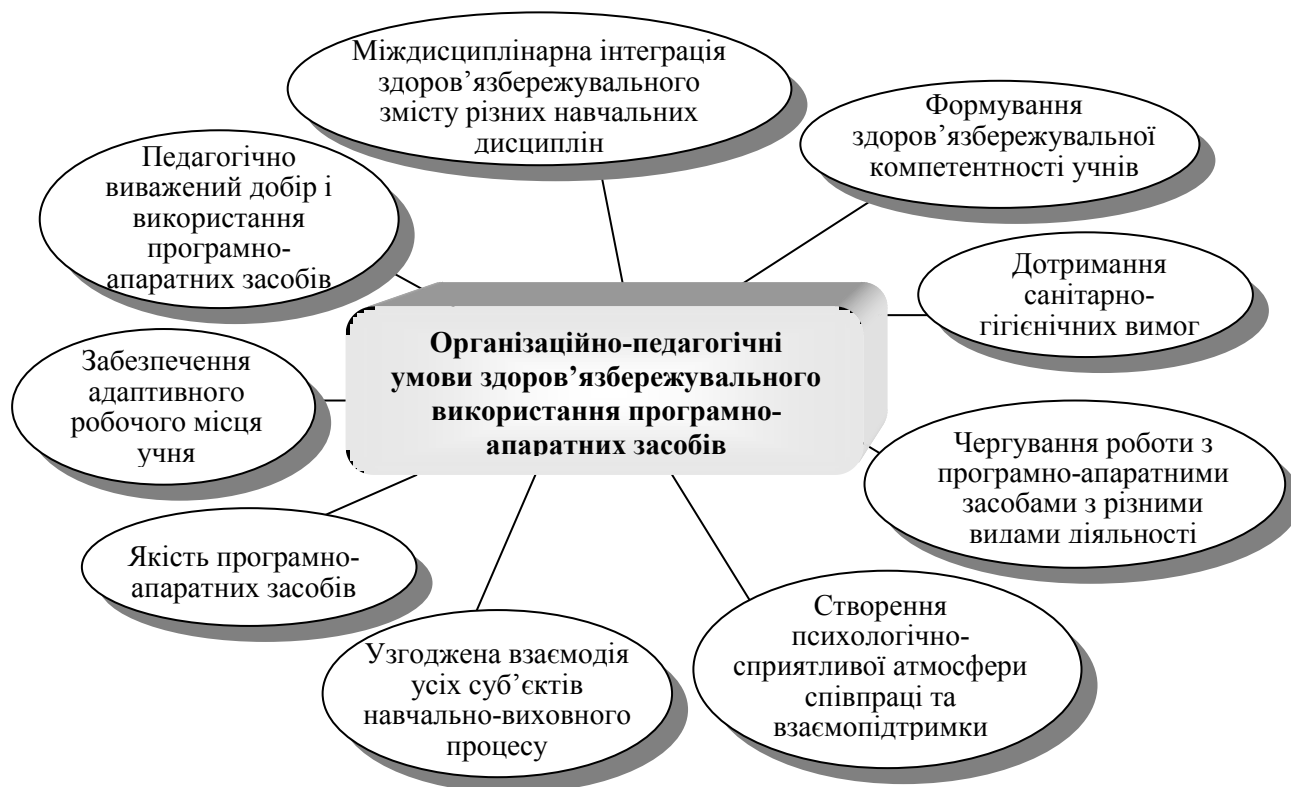 Міждисциплінарна інтеграція
здоров’язбережувального
змісту різних навчальних
дисциплін
Формування
здоров’язбережувальної
компетентності учнів
Педагогічно
виважений добір і
використання
програмно-
апаратних засобів
Дотримання
санітарно-
гігієнічних вимог
Організаційно-педагогічні
умови здоров’язбережувального
використання програмно-
апаратних засобів
Забезпечення
адаптивного
робочого місця
учня
Чергування роботи з
програмно-апаратними
засобами з різними
видами діяльності
Якість програмно-
апаратних засобів
Створення
психологічно-
сприятливої атмосфери
співпраці та
взаємопідтримки
Узгоджена взаємодія
усіх суб’єктів
навчально-виховного
процесу